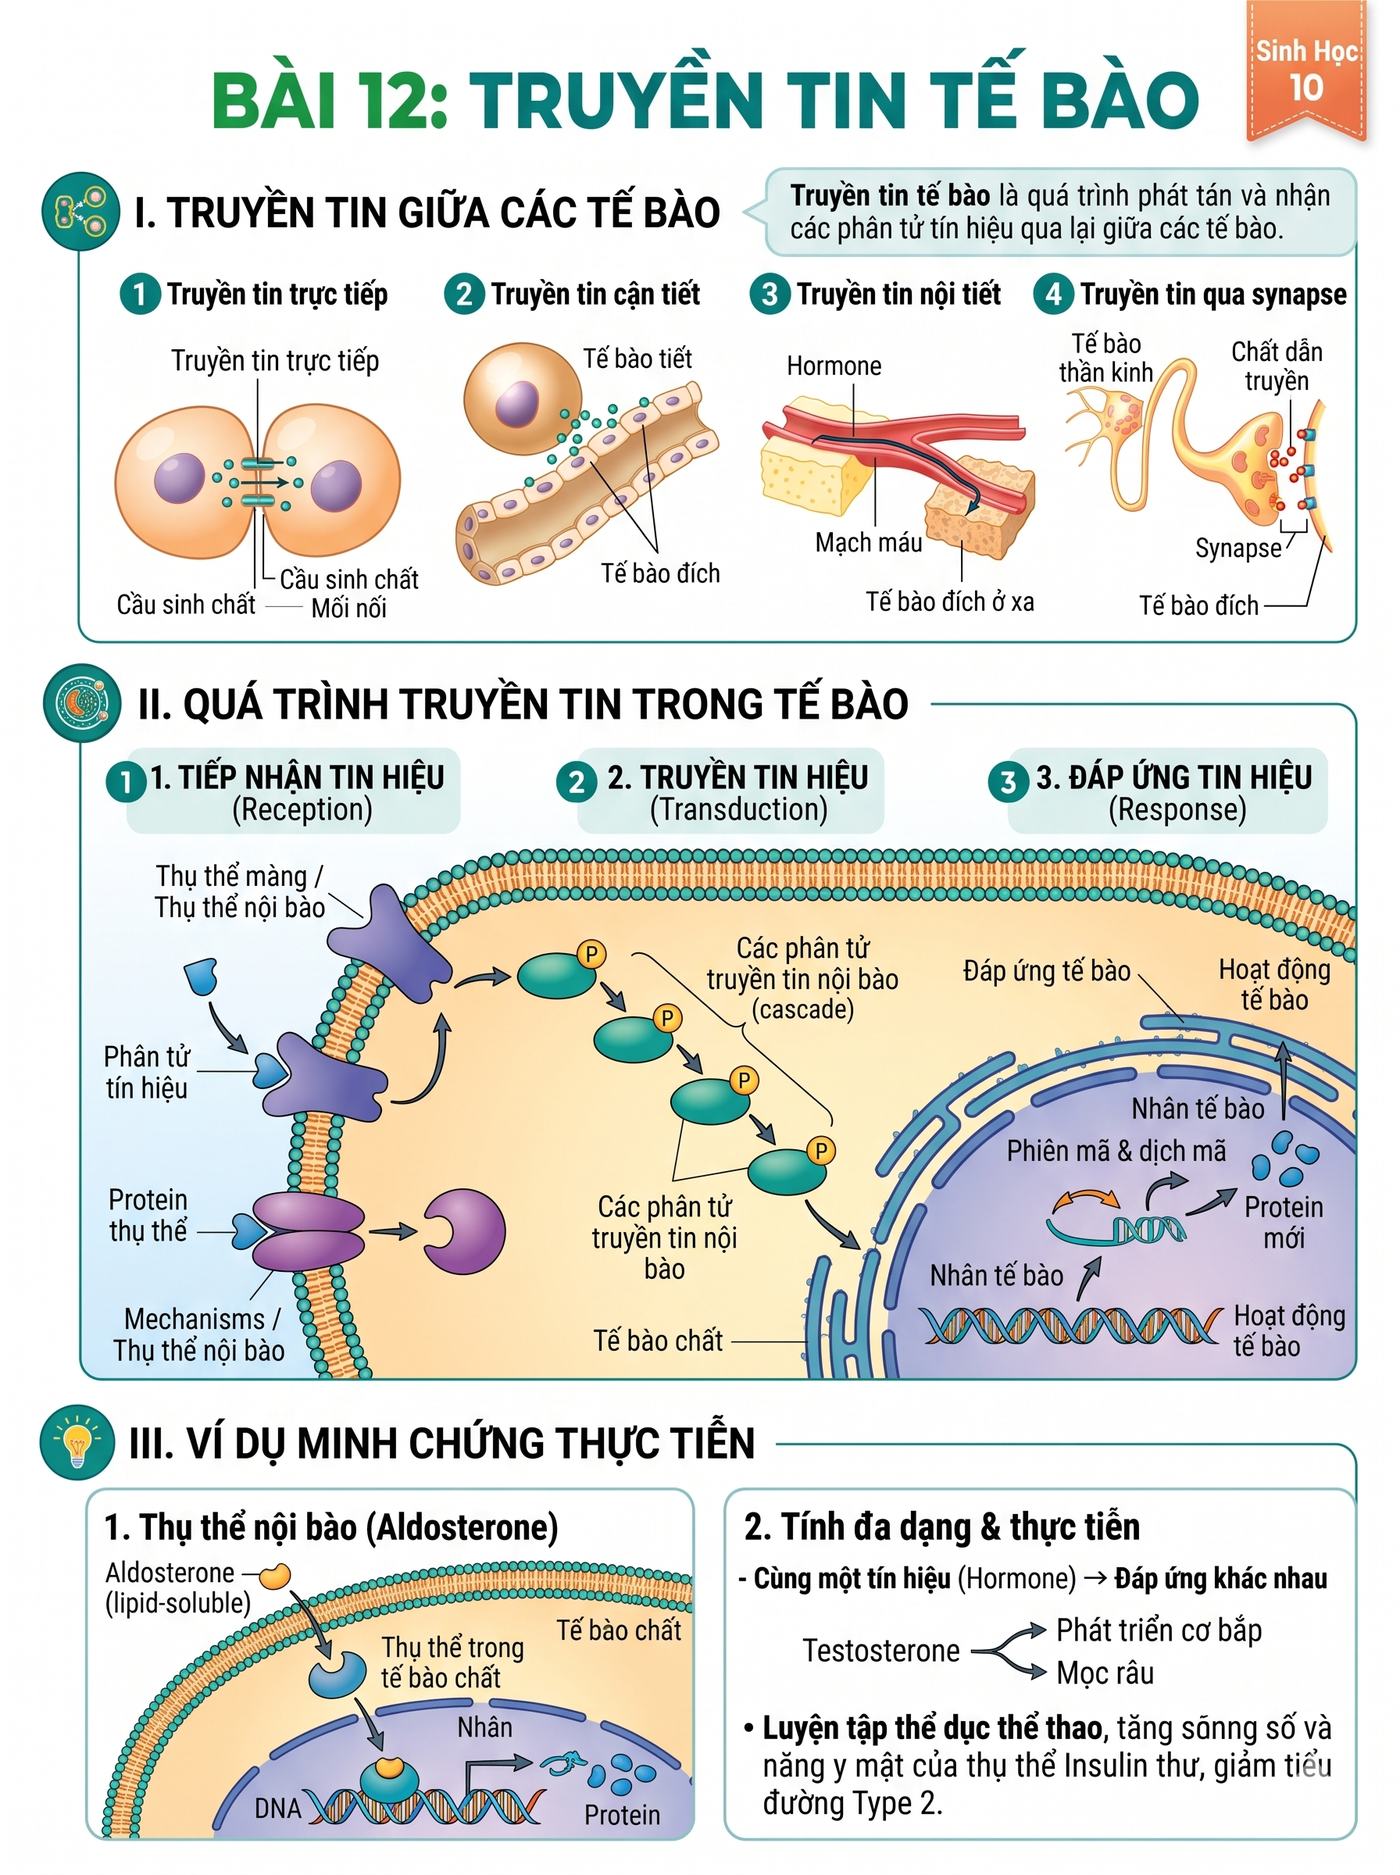 Sinh Học
10
BÀI 12: TRUYỀN TIN TẾ BÀO
I. TRUYỀN TIN GIỮA CÁC TẾ BÀO
Truyền tin tế bào là quá trình phát tán và nhận
các phân tử tín hiệu qua lại giữa các tế bào.
1 Truyền tin trực tiếp
Truyền tin trực tiếp
Cầu sinh chất
Cầu sinh chất
Mối nối
2 Truyền tin cận tiết
Tế bào tiết
Tế bào đích
3 Truyền tin nội tiết
Hormone
Mạch máu
Tế bào đích ở xa
4 Truyền tin qua synapse
Tế bào
thần kinh
Chất dẫn
truyền
Synapse
Tế bào đích
II. QUÁ TRÌNH TRUYỀN TIN TRONG TẾ BÀO
1 1. TIẾP NHẬN TIN HIỆU
(Reception)
2 2. TRUYỀN TIN HIỆU
(Transduction)
3 3. ĐÁP ỨNG TIN HIỆU
(Response)
Thụ thể màng /
Thụ thể nội bào
Phân tử
tín hiệu
Protein
thụ thể
Mechanisms /
Thụ thể nội bào
P
P
P
P
Các phân tử
truyền tin nội bào
(cascade)
Các phân tử
truyền tin nội
bào
Tế bào chất
Đáp ứng tế bào
Hoạt động
tế bào
Nhân tế bào
Phiên mã & dịch mã
Protein
mới
Nhân tế bào
Hoạt động
tế bào
III. VÍ DỤ MINH CHỨNG THỰC TIỄN
1. Thụ thể nội bào (Aldosterone)
Aldosterone
(lipid-soluble)
Tế bào chất
Thụ thể trong
tế bào chất
Nhân
DNA
Protein
2. Tính đa dạng & thực tiễn
- Cùng một tín hiệu (Hormone) → Đáp ứng khác nhau
Testosterone
Phát triển cơ bắp
Mọc râu
• Luyện tập thể dục thể thao, tăng sõnng số và
năng y mật của thụ thể Insulin thư, giảm tiểu
đường Type 2.